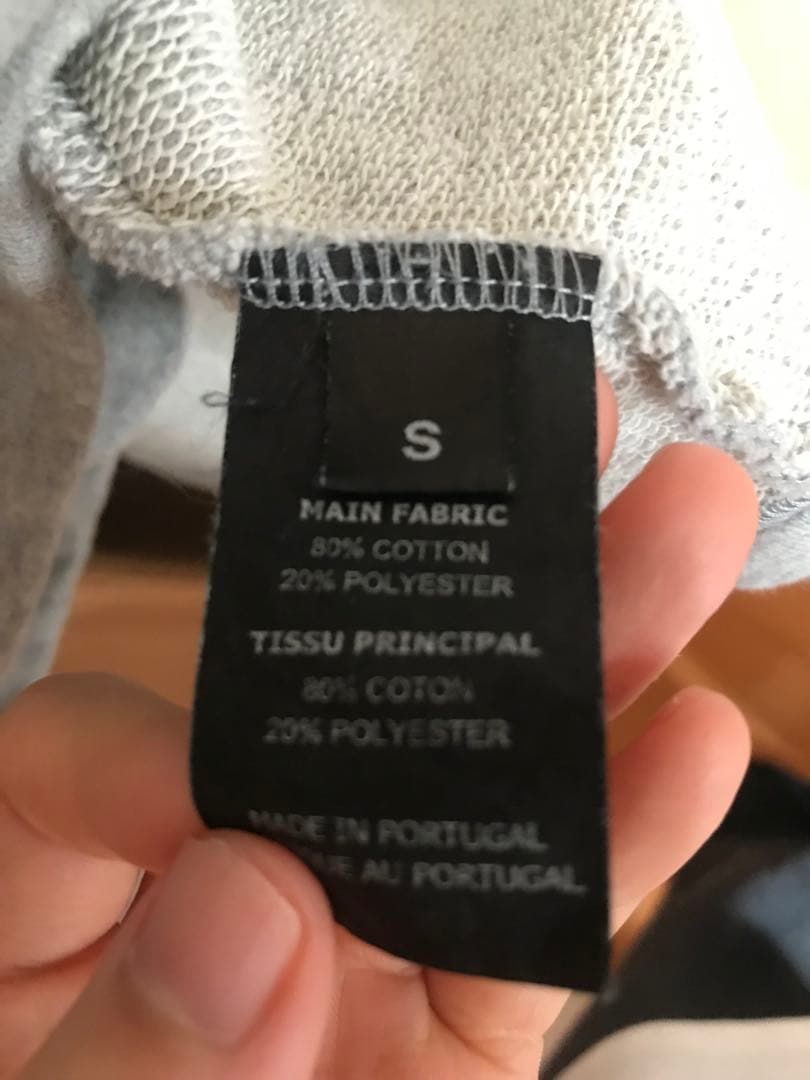 S
MAIN FABRIC
80% COTTON
20% POLYESTER
TISSU PRINCIPAL
80% COTON
20% POLYESTER
MADE IN PORTUGAL
AU PORTUGAL